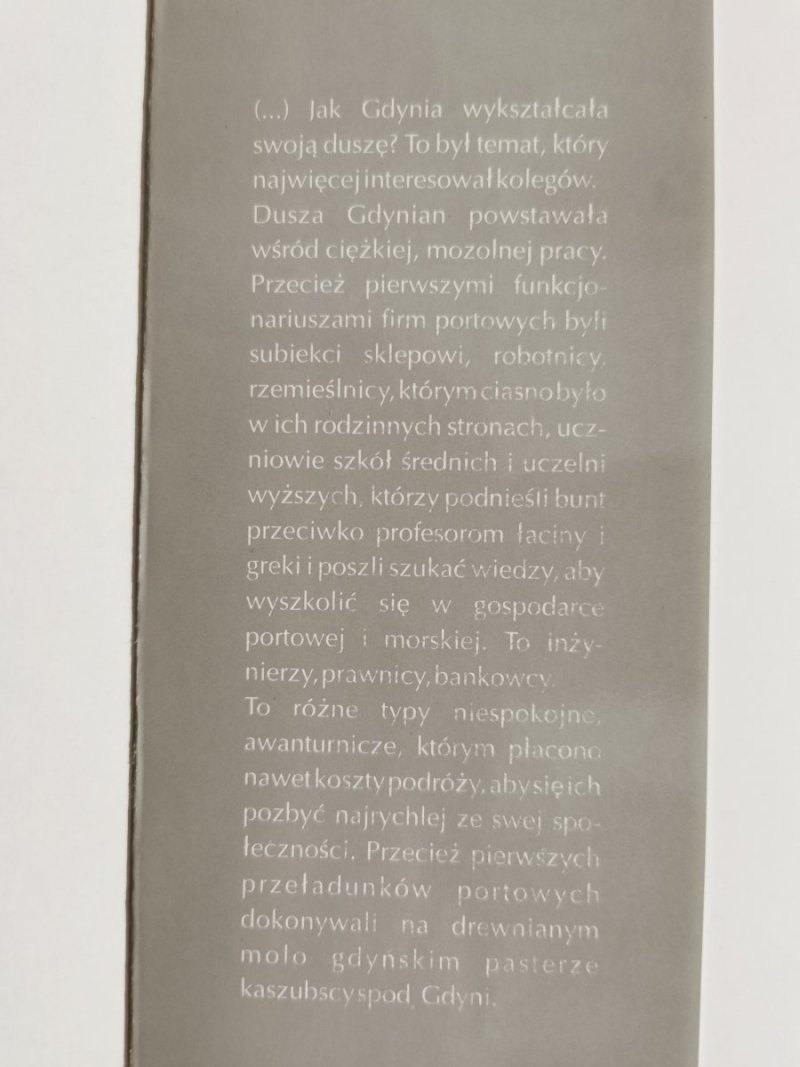 (...) Jak Gdynia wykształcała
swoją duszę? To był temat, który
najwięcej interesował kolegów.
Dusza Gdynian powstawała
wśród ciężkiej, mozolnej pracy.
Przecież pierwszymi funkcjo-
nariuszami firm portowych byli
subiekci sklepowi, robotnicy,
rzemieślnicy, którym ciasno było
w ich rodzinnych stronach, ucz-
niowie szkół średnich i uczelni
wyższych, którzy podnieśli bunt
przeciwko profesorom łaciny i
greki i poszli szukać wiedzy, aby
wyszkolić się w gospodarce
portowej i morskiej. To inży-
nierzy, prawnicy, bankowcy.
To różne typy niespokojne,
awanturnicze, którym płacono
nawet koszty podróży, aby się ich
pozbyć najrychlej ze swej spo-
łeczności. Przecież pierwszych
przeładunków portowych
dokonywali na drewnianym
molo gdyńskim pasterze
kaszubscy spod Gdyni.